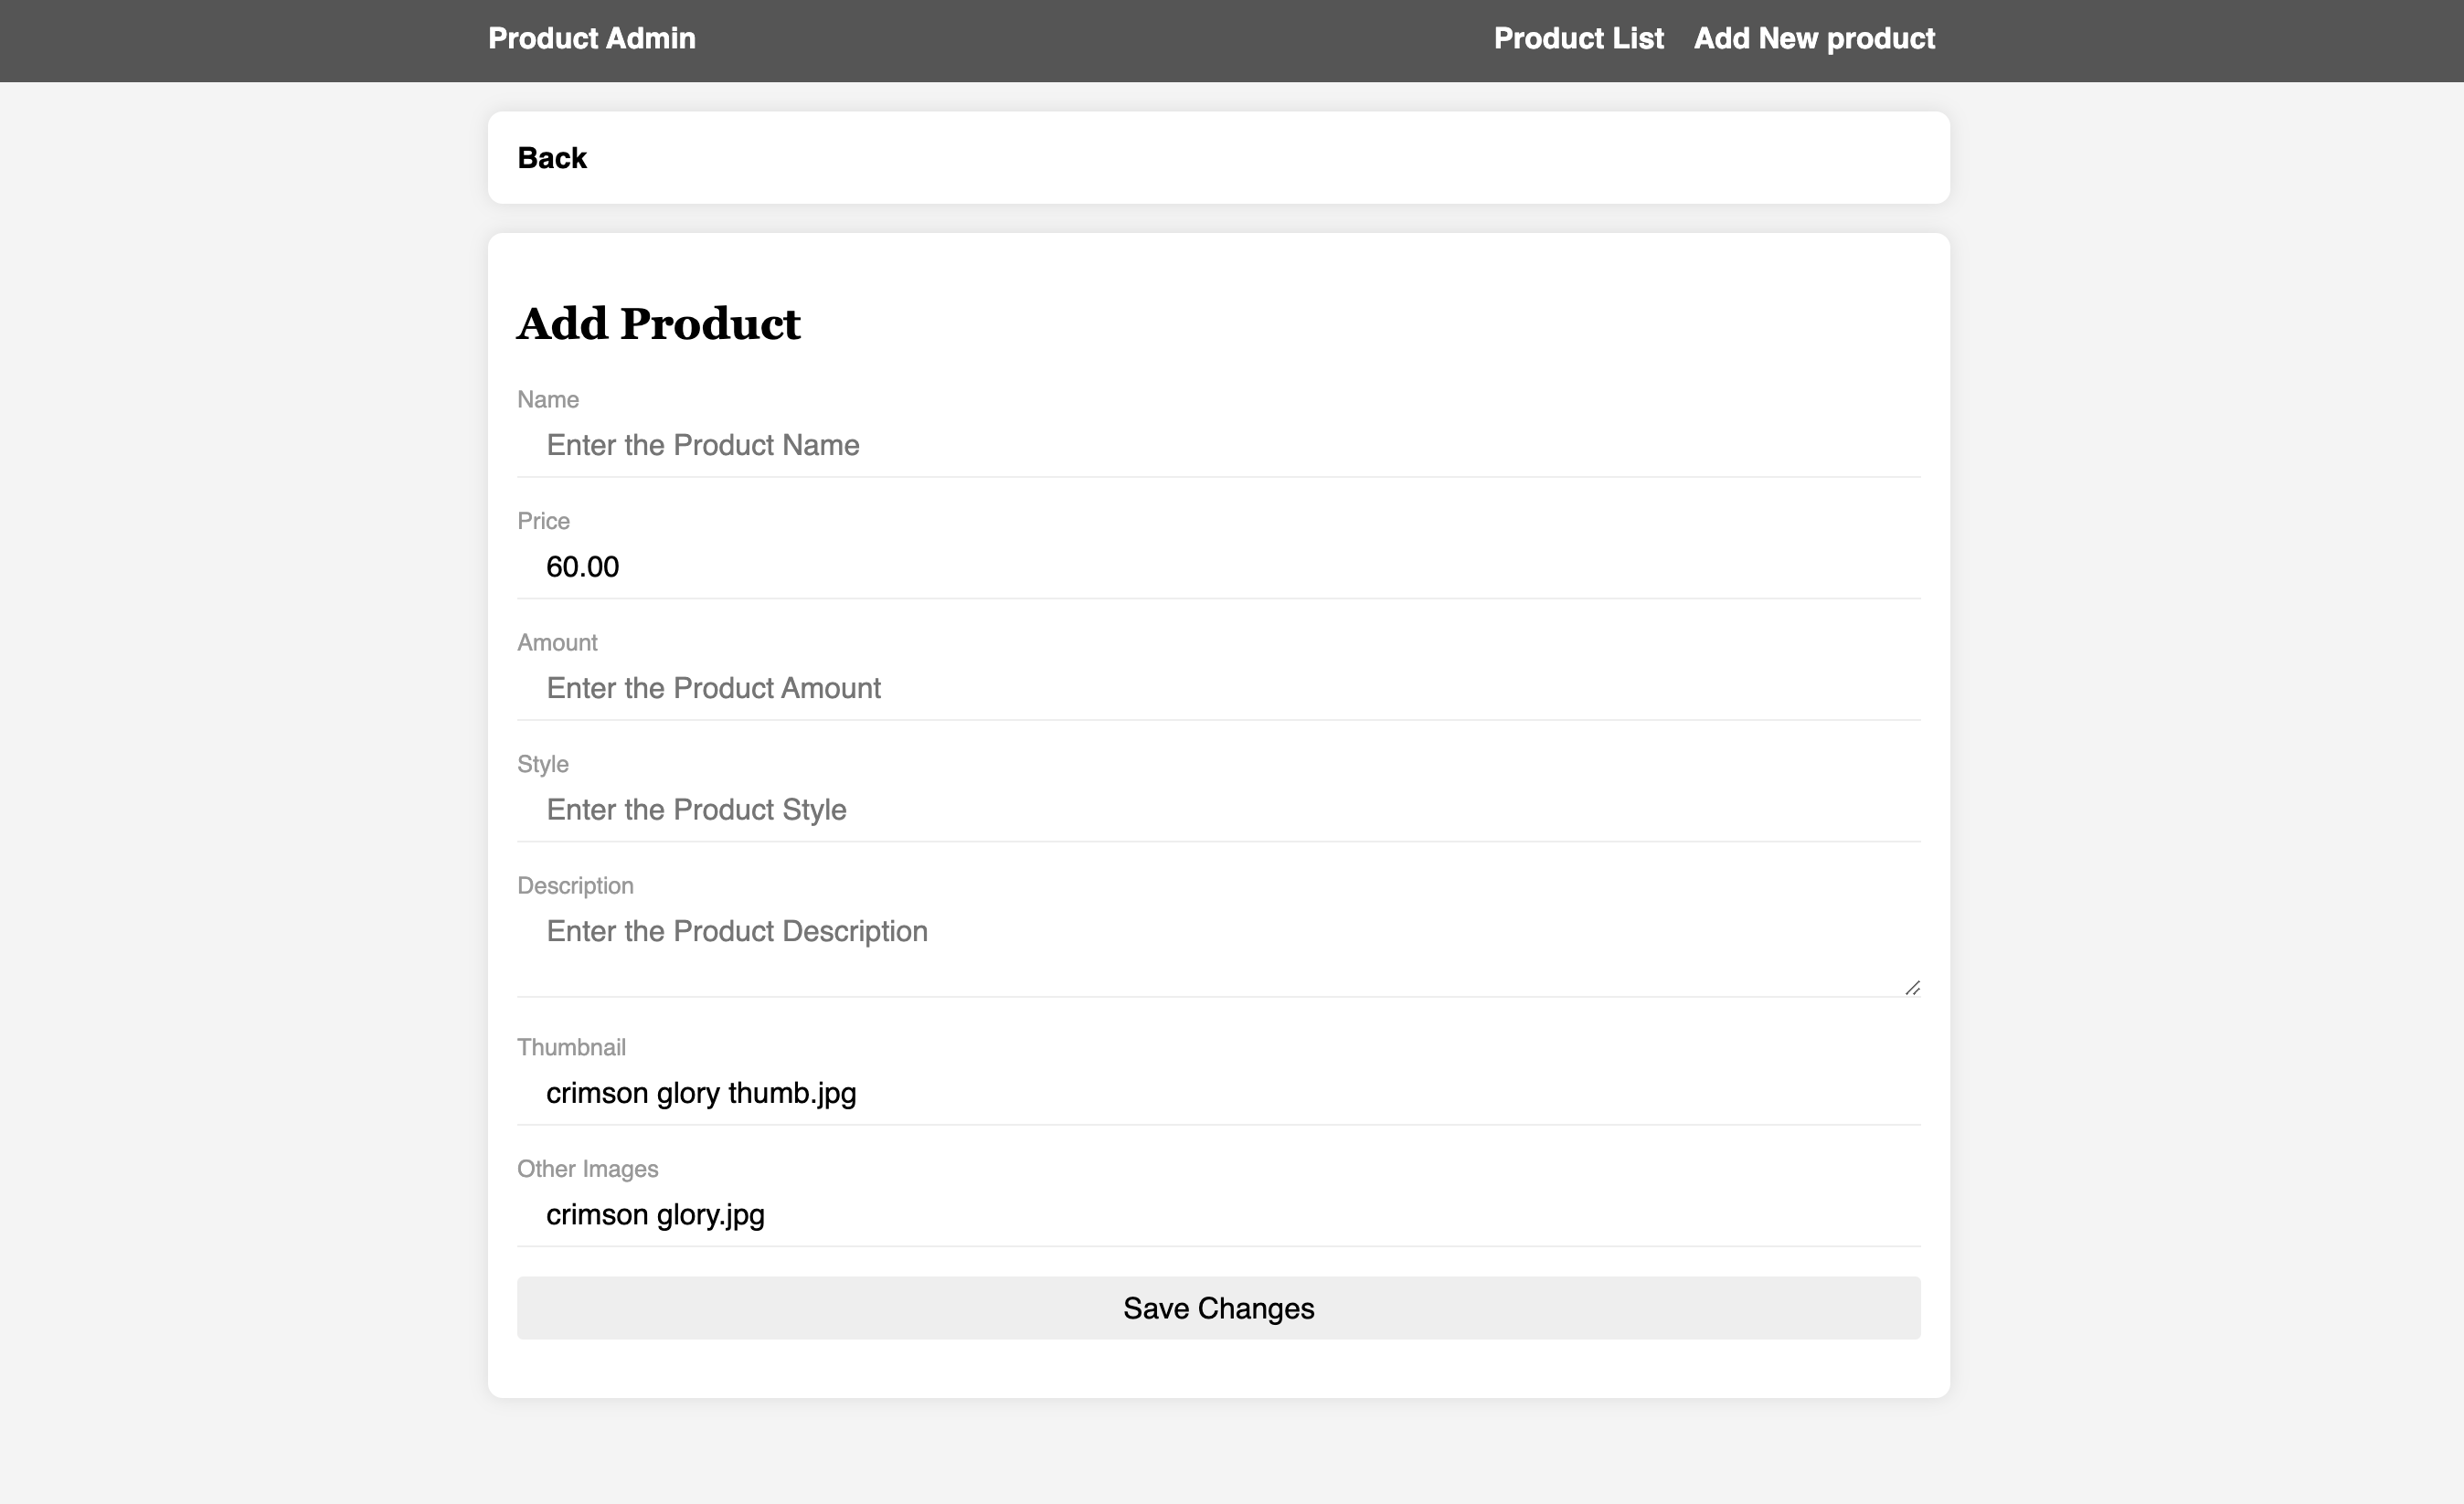 Product Admin
Product List
Add New product
Back
Add Product
Name
Enter the Product Name
Price
60.00
Amount
Enter the Product Amount
Style
Enter the Product Style
Description
Enter the Product Description
Thumbnail
crimson glory thumb.jpg
Other Images
crimson glory.jpg
Save Changes